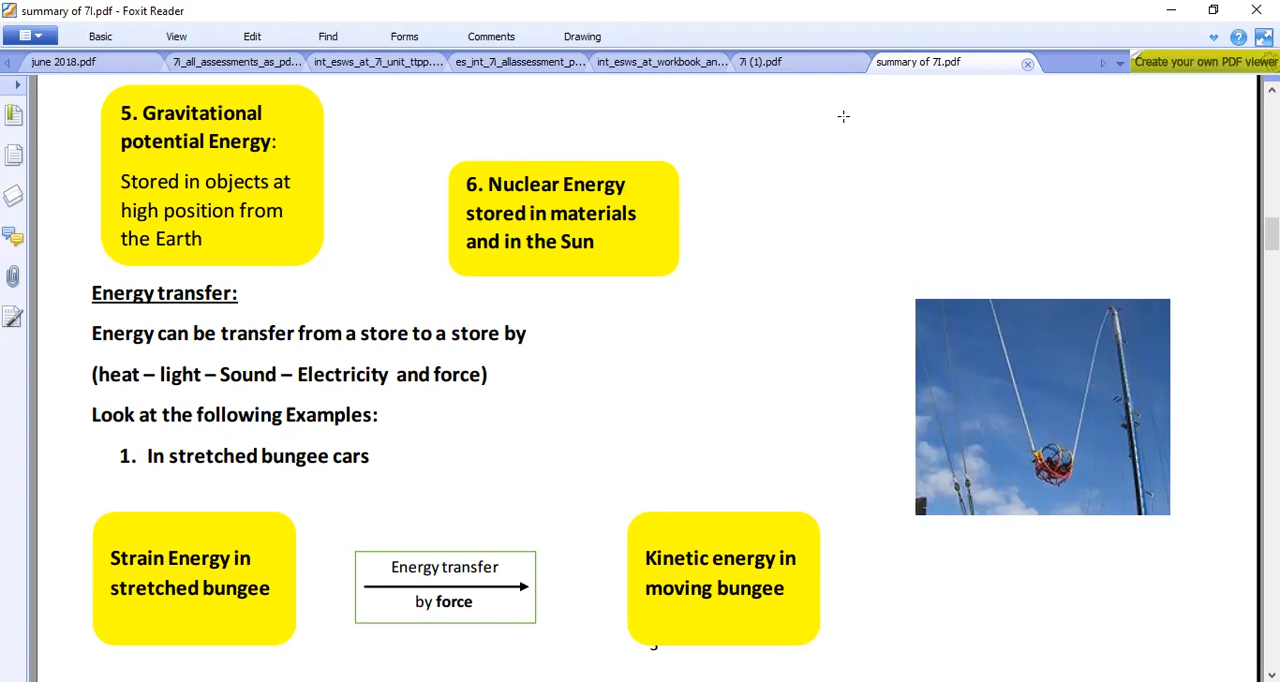 summary of 7I.pdf - Foxit Reader
Basic View Edit Find Forms Comments Drawing
june 2018.pdf 7i_all_assessments_as_pd... int_esws_at_7i_unit_ttpp.... es_int_7i_allassessment_p... int_esws_at_workbook_an... 7i (1).pdf summary of 7I.pdf Create your own PDF viewer
5. Gravitational
potential Energy:
Stored in objects at
high position from
the Earth
6. Nuclear Energy
stored in materials
and in the Sun
Energy transfer:
Energy can be transfer from a store to a store by
(heat – light – Sound – Electricity and force)
Look at the following Examples:
1. In stretched bungee cars
Strain Energy in
stretched bungee
Energy transfer
by force
Kinetic energy in
moving bungee